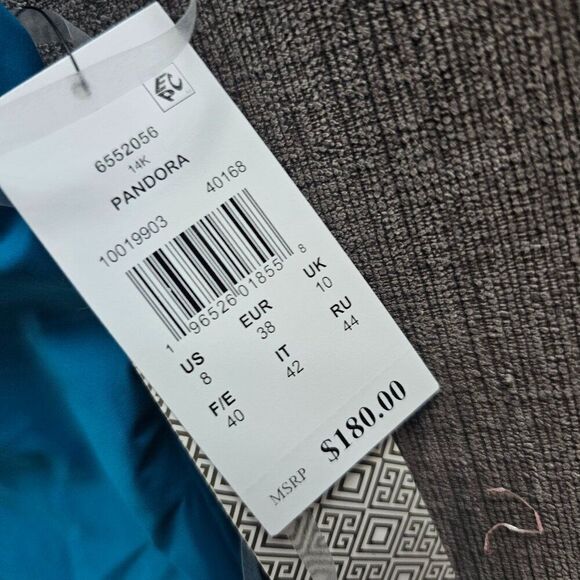 EPC
6552056
14K
PANDORA
10019903 40168
1 96526 01855 8
US EUR UK
8 38 10
F/E IT RU
40 42 44
MSRP $180.00